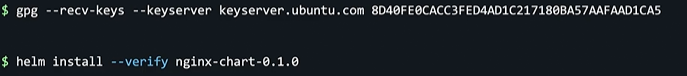 $ gpg --recv-keys --keyserver keyserver.ubuntu.com 8D40FE0CACC3FED4AD1C217180BA57AAFAAD1CA5
$ helm install --verify nginx-chart-0.1.0